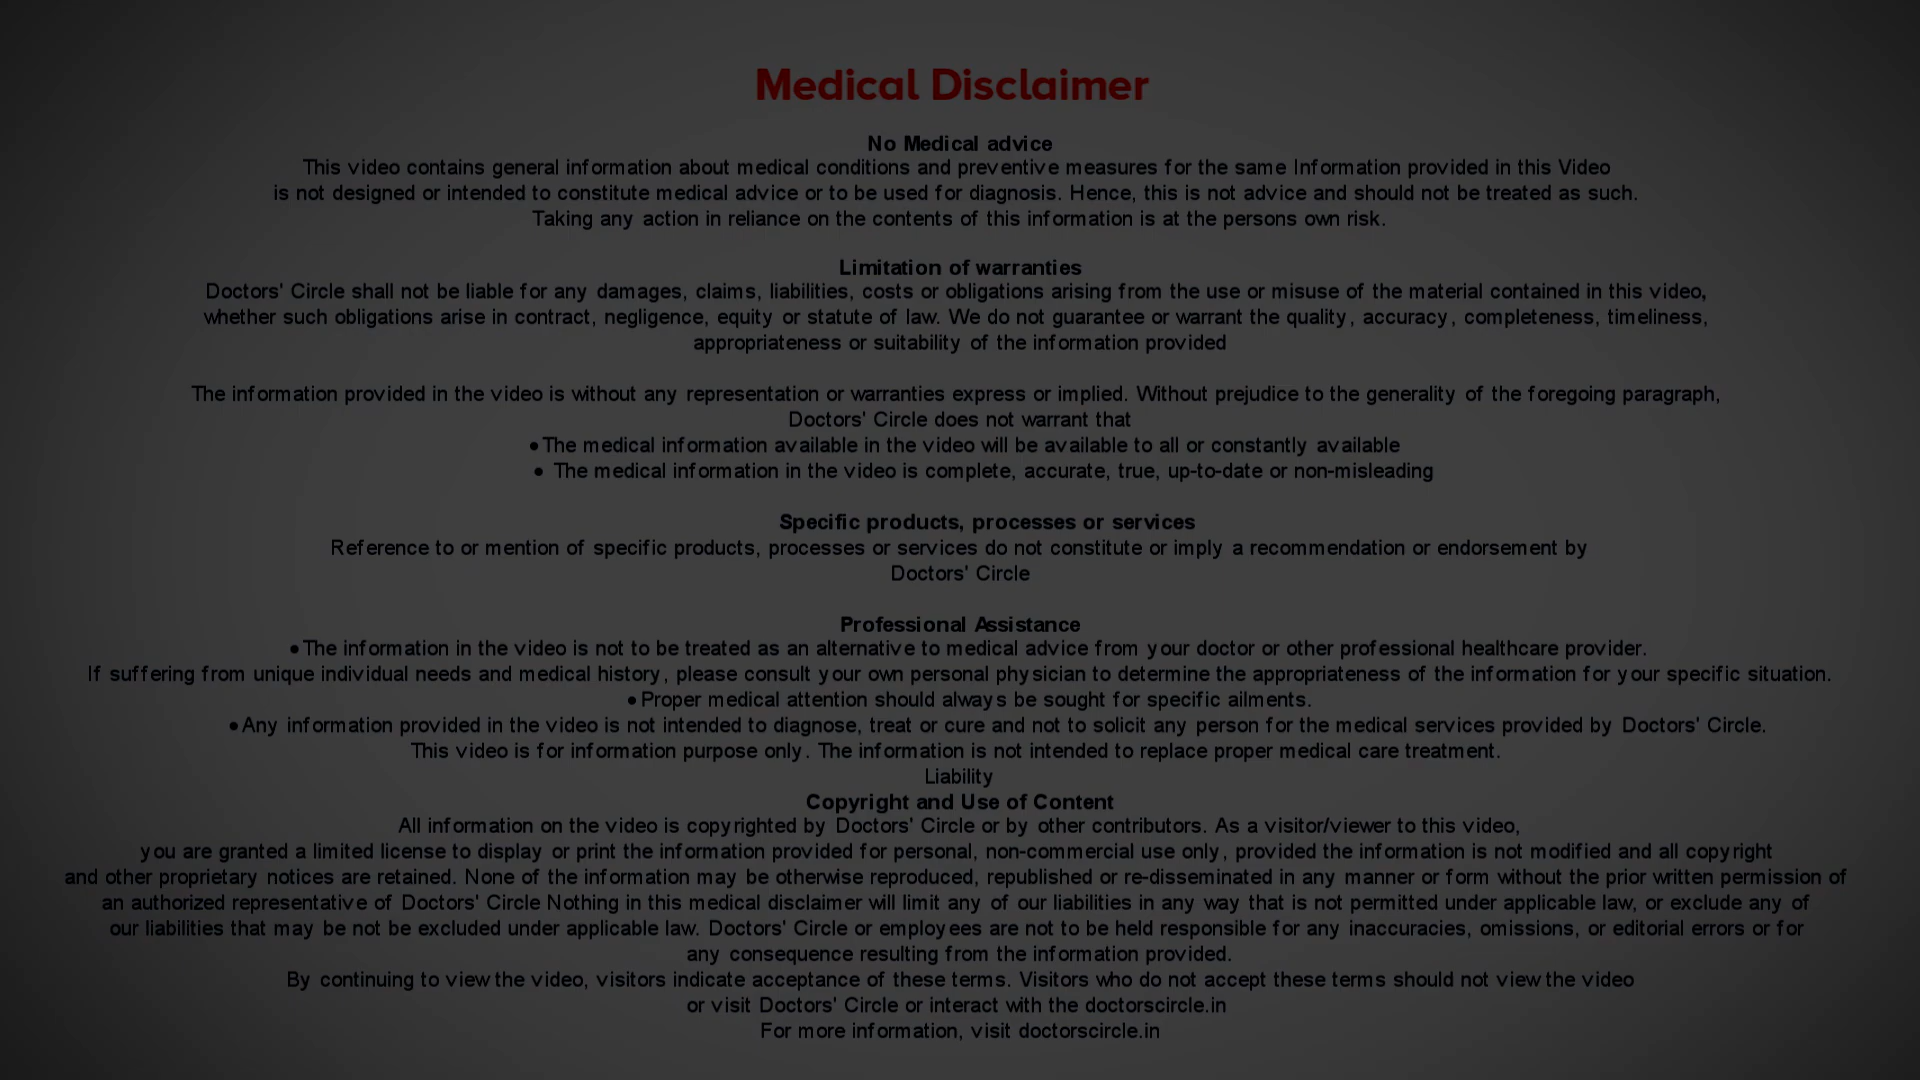 Medical Disclaimer
No Medical advice
This video contains general information about medical conditions and preventive measures for the same Information provided in this Video
is not designed or intended to constitute medical advice or to be used for diagnosis. Hence, this is not advice and should not be treated as such.
Taking any action in reliance on the contents of this information is at the persons own risk.
Limitation of warranties
Doctors' Circle shall not be liable for any damages, claims, liabilities, costs or obligations arising from the use or misuse of the material contained in this video,
whether such obligations arise in contract, negligence, equity or statute of law. We do not guarantee or warrant the quality, accuracy, completeness, timeliness,
appropriateness or suitability of the information provided
The information provided in the video is without any representation or warranties express or implied. Without prejudice to the generality of the foregoing paragraph,
Doctors' Circle does not warrant that
• The medical information available in the video will be available to all or constantly available
• The medical information in the video is complete, accurate, true, up-to-date or non-misleading
Specific products, processes or services
Reference to or mention of specific products, processes or services do not constitute or imply a recommendation or endorsement by
Doctors' Circle
Professional Assistance
• The information in the video is not to be treated as an alternative to medical advice from your doctor or other professional healthcare provider.
If suffering from unique individual needs and medical history, please consult your own personal physician to determine the appropriateness of the information for your specific situation.
• Proper medical attention should always be sought for specific ailments.
• Any information provided in the video is not intended to diagnose, treat or cure and not to solicit any person for the medical services provided by Doctors' Circle.
This video is for information purpose only. The information is not intended to replace proper medical care treatment.
Liability
Copyright and Use of Content
All information on the video is copyrighted by Doctors' Circle or by other contributors. As a visitor/viewer to this video,
you are granted a limited license to display or print the information provided for personal, non-commercial use only, provided the information is not modified and all copyright
and other proprietary notices are retained. None of the information may be otherwise reproduced, republished or re-disseminated in any manner or form without the prior written permission of
an authorized representative of Doctors' Circle Nothing in this medical disclaimer will limit any of our liabilities in any way that is not permitted under applicable law, or exclude any of
our liabilities that may be not be excluded under applicable law. Doctors' Circle or employees are not to be held responsible for any inaccuracies, omissions, or editorial errors or for
any consequence resulting from the information provided.
By continuing to view the video, visitors indicate acceptance of these terms. Visitors who do not accept these terms should not view the video
or visit Doctors' Circle or interact with the doctorscircle.in
For more information, visit doctorscircle.in